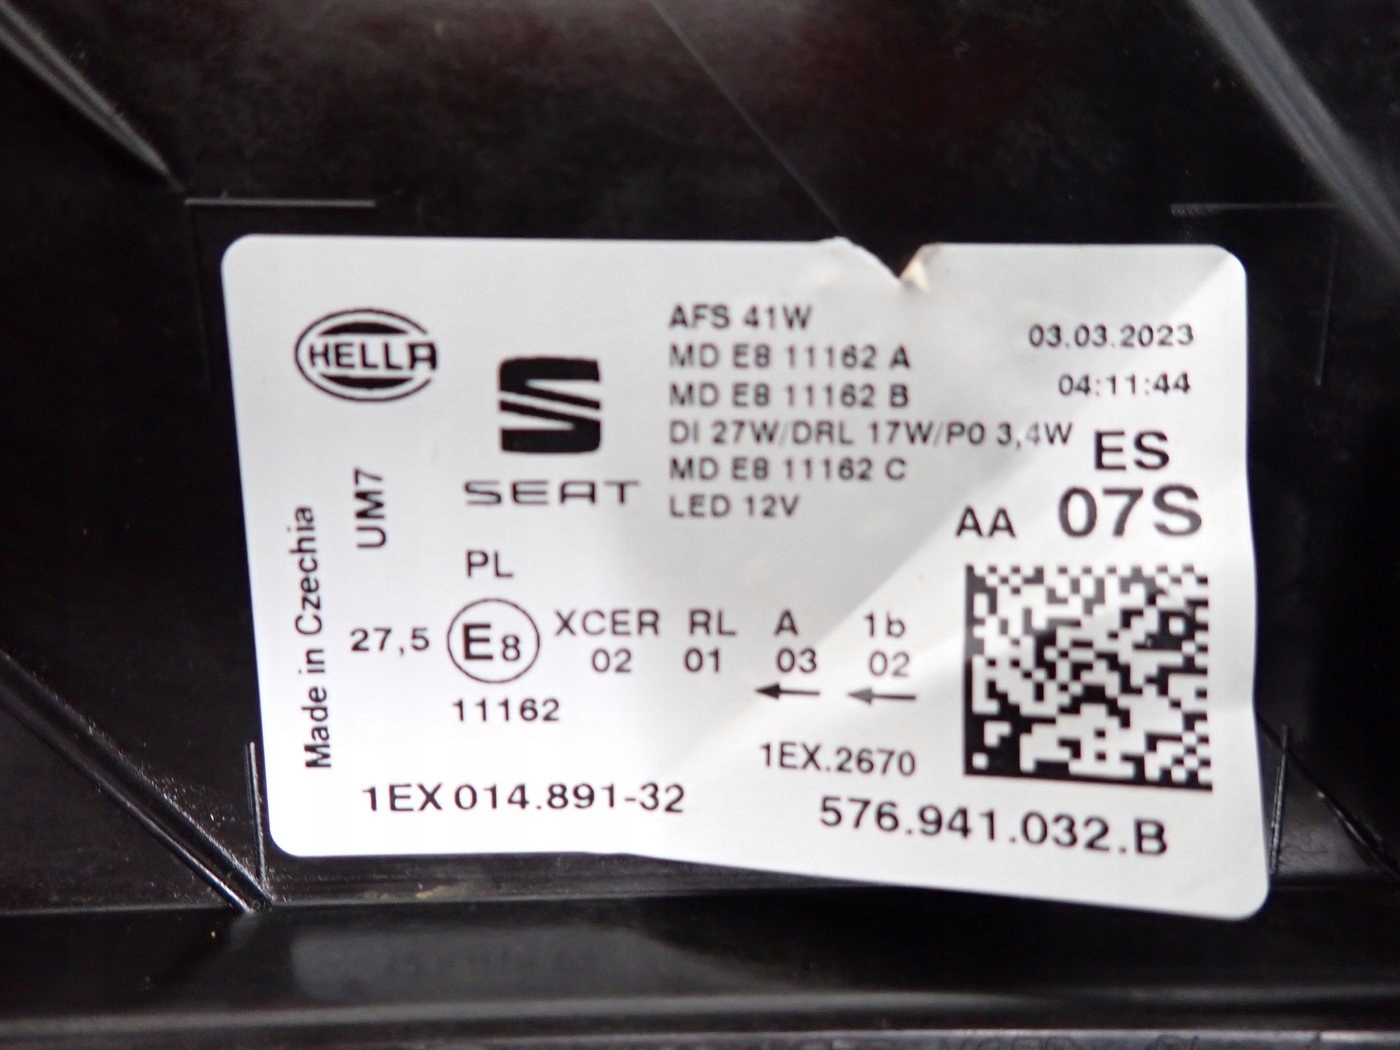 HELLA
SEAT
AFS 41W
MD E8 11162 A
MD E8 11162 B
DI 27W/DRL 17W/P0 3,4W
MD E8 11162 C
LED 12V
03.03.2023
04:11:44
ES
AA 07S
Made in Czechia
UM7
PL
27,5 E8 XCER RL A 1b
02 01 03 02
11162
1EX.2670
1EX 014.891-32
576.941.032.B